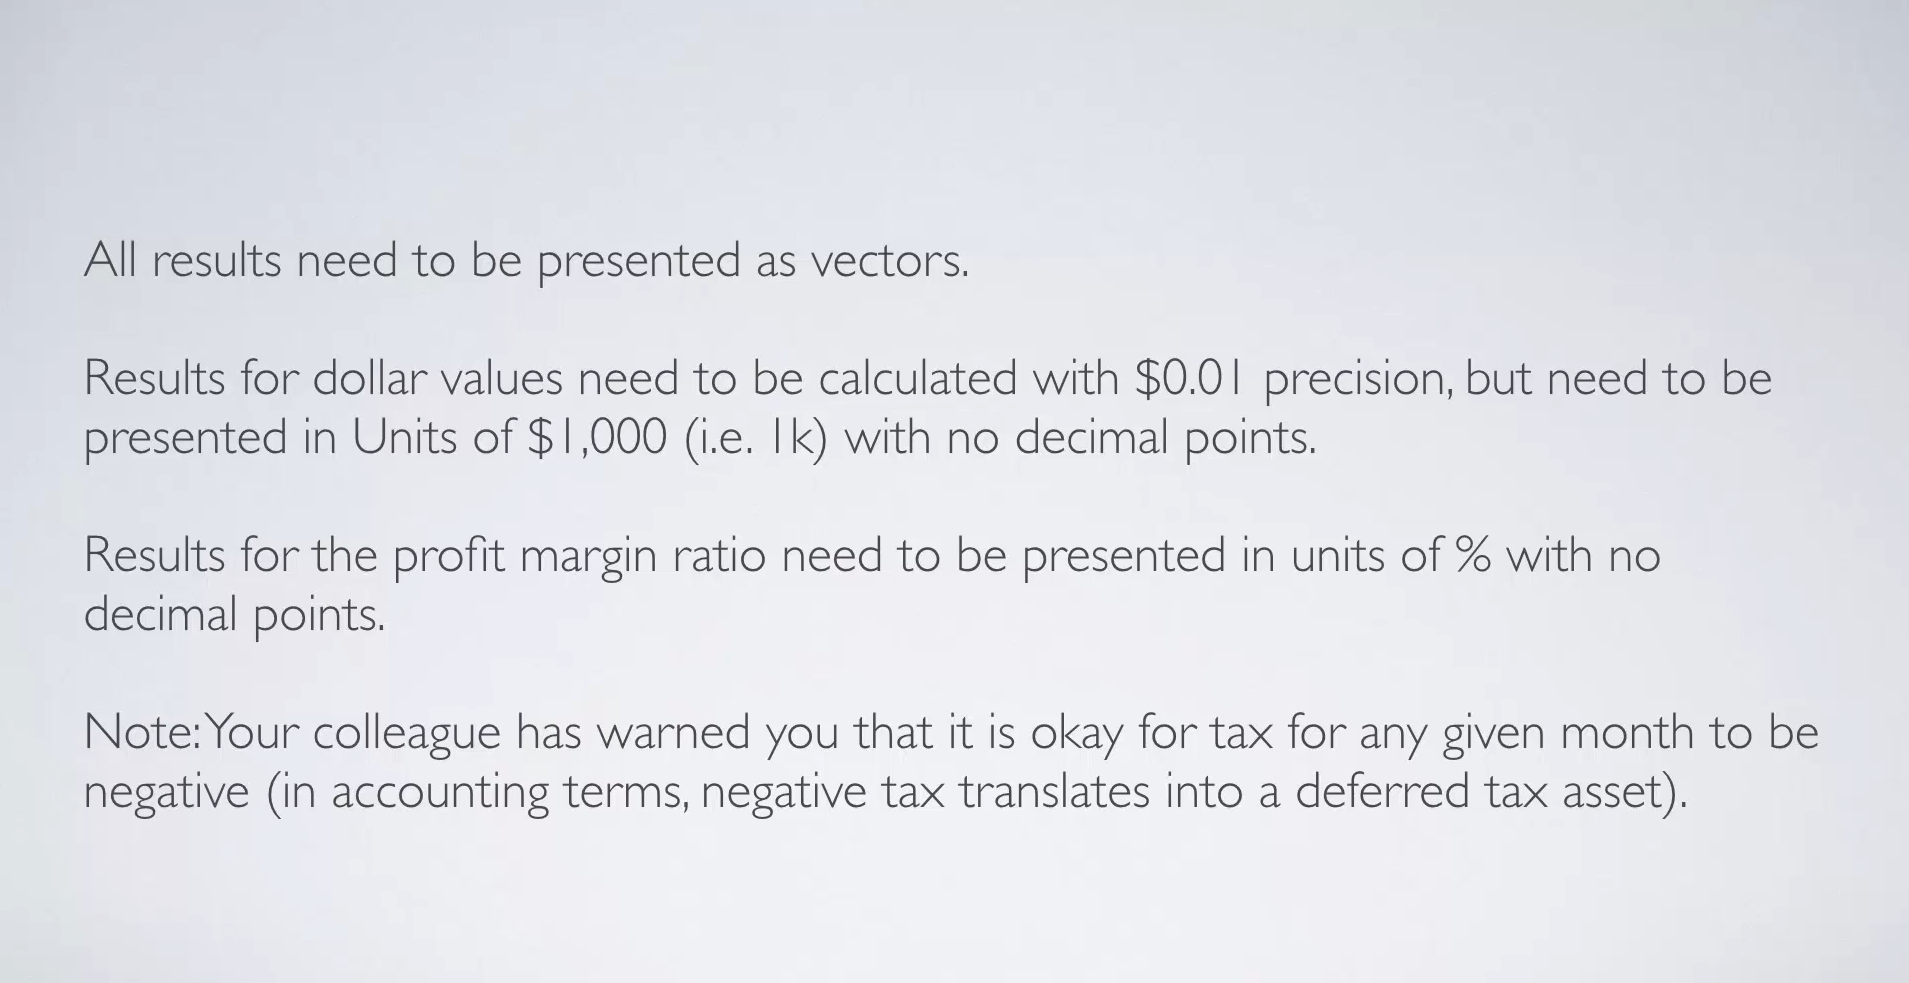 All results need to be presented as vectors.
Results for dollar values need to be calculated with $0.01 precision, but need to be
presented in Units of $1,000 (i.e. 1k) with no decimal points.
Results for the profit margin ratio need to be presented in units of % with no
decimal points.
Note: Your colleague has warned you that it is okay for tax for any given month to be
negative (in accounting terms, negative tax translates into a deferred tax asset).